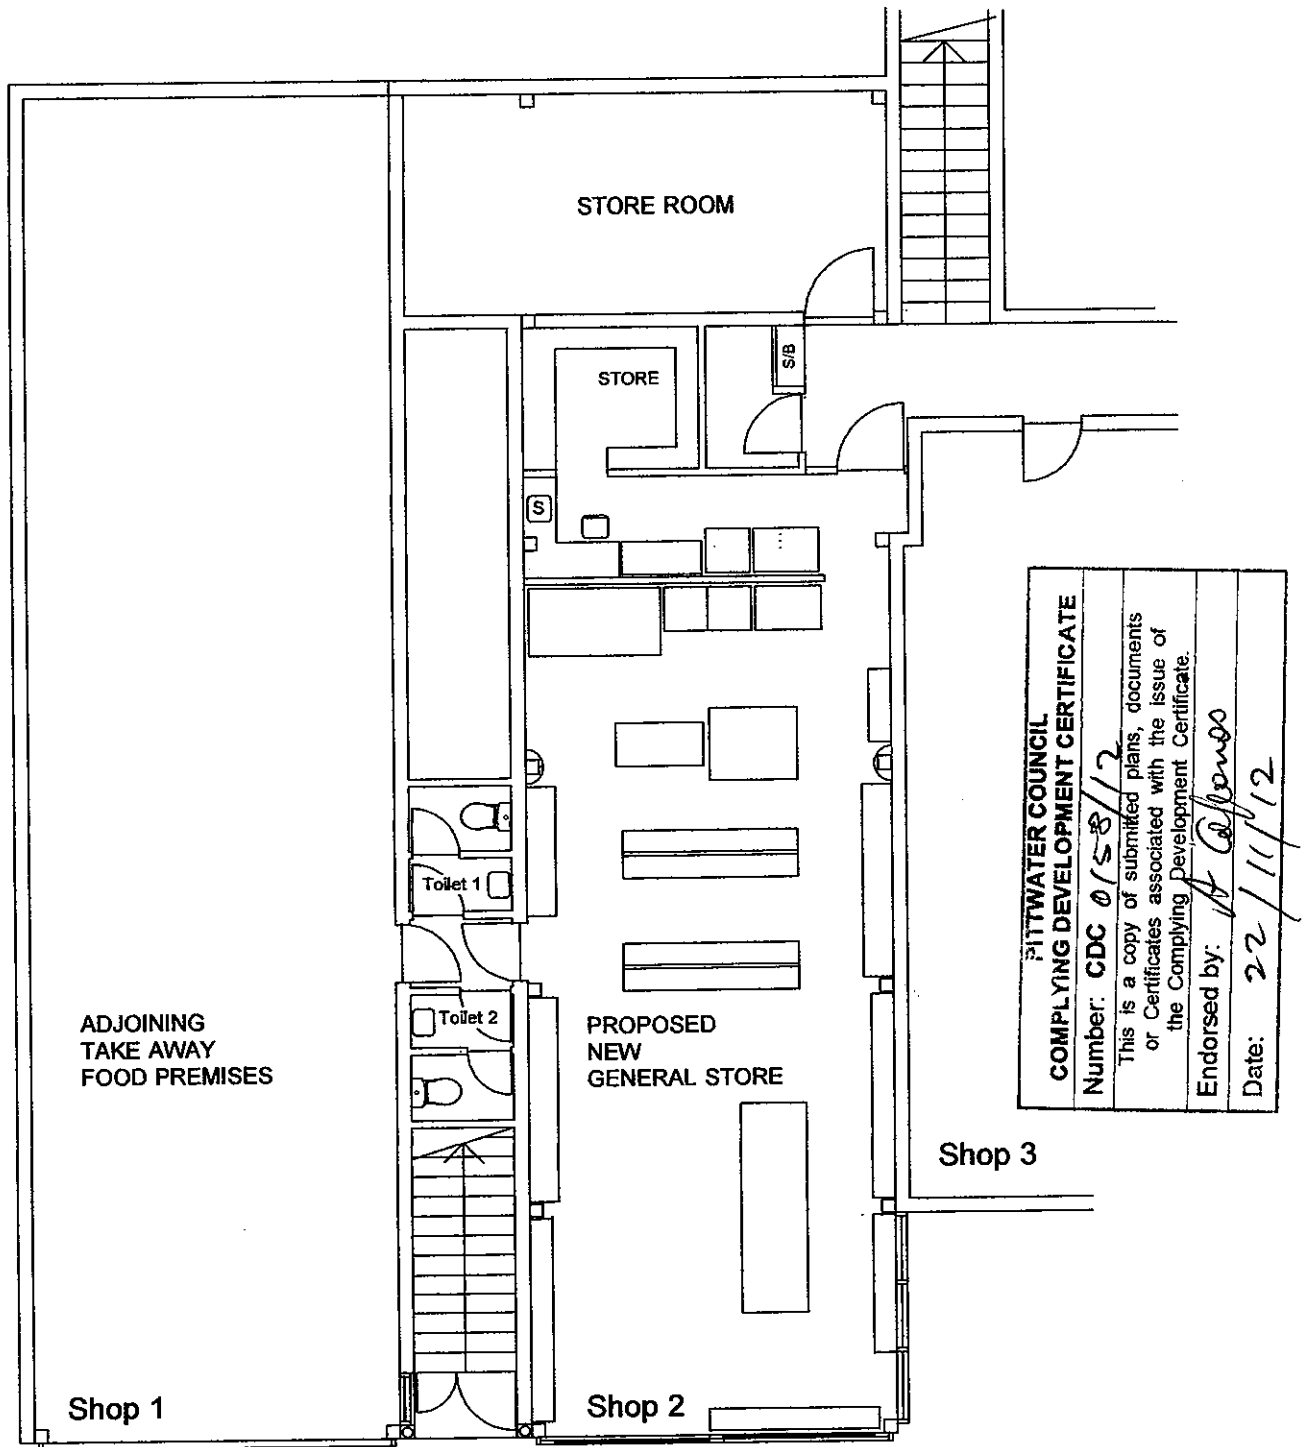 STORE ROOM
S/B
STORE
S
Toilet 1
Toilet 2
ADJOINING
TAKE AWAY
FOOD PREMISES
PROPOSED
NEW
GENERAL STORE
Shop 3
Shop 1
Shop 2
PITTWATER COUNCIL
COMPLYING DEVELOPMENT CERTIFICATE
Number: CDC 0158/12
This is a copy of submitted plans, documents
or Certificates associated with the issue of
the Complying Development Certificate.
Endorsed by:
Date: 22/11/12